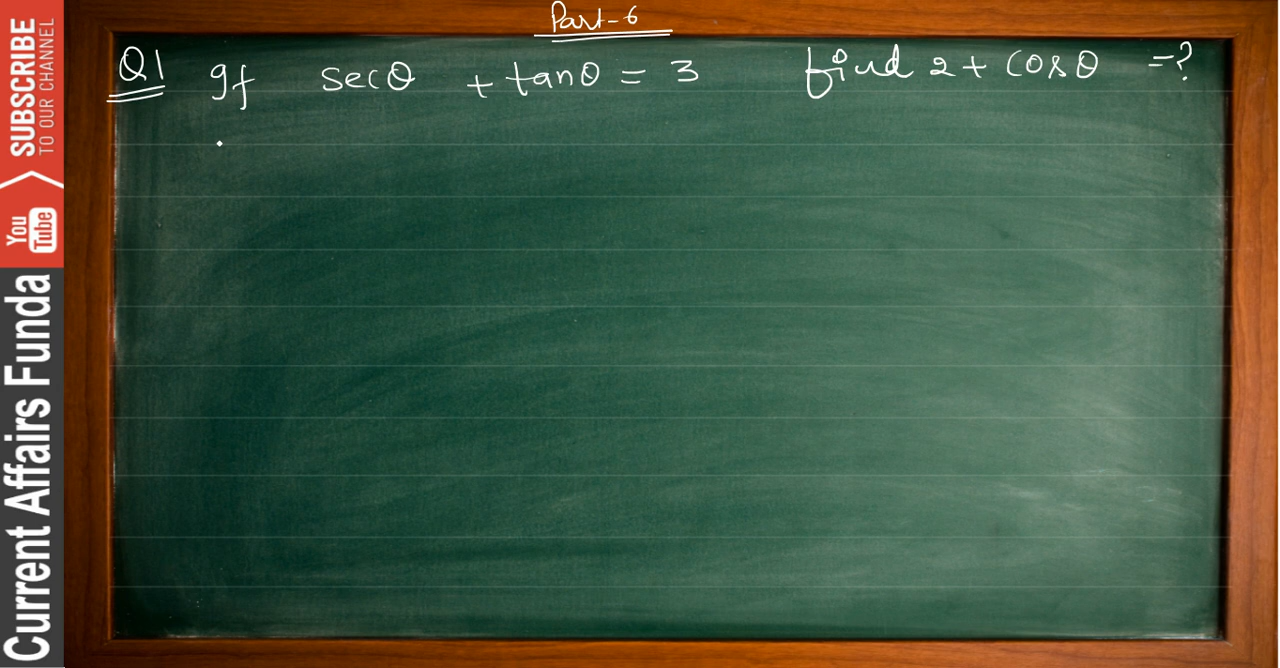 Part-6
Q1 If secθ + tanθ = 3 find 2 + cosθ = ?
SUBSCRIBE
TO OUR CHANNEL
You Tube
Current Affairs Funda